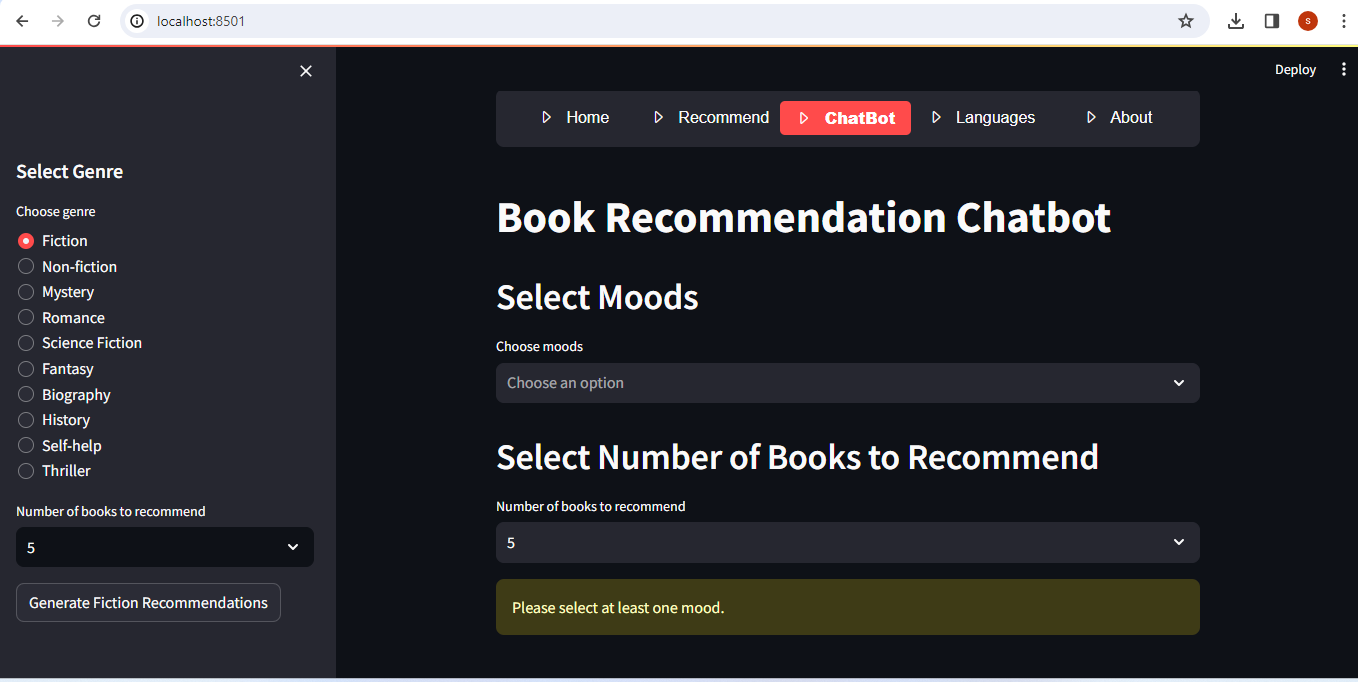 localhost:8501
S
Deploy
Home Recommend ChatBot Languages About
Select Genre
Choose genre
Fiction
Non-fiction
Mystery
Romance
Science Fiction
Fantasy
Biography
History
Self-help
Thriller
Number of books to recommend
5
Generate Fiction Recommendations
Book Recommendation Chatbot
Select Moods
Choose moods
Choose an option
Select Number of Books to Recommend
Number of books to recommend
5
Please select at least one mood.